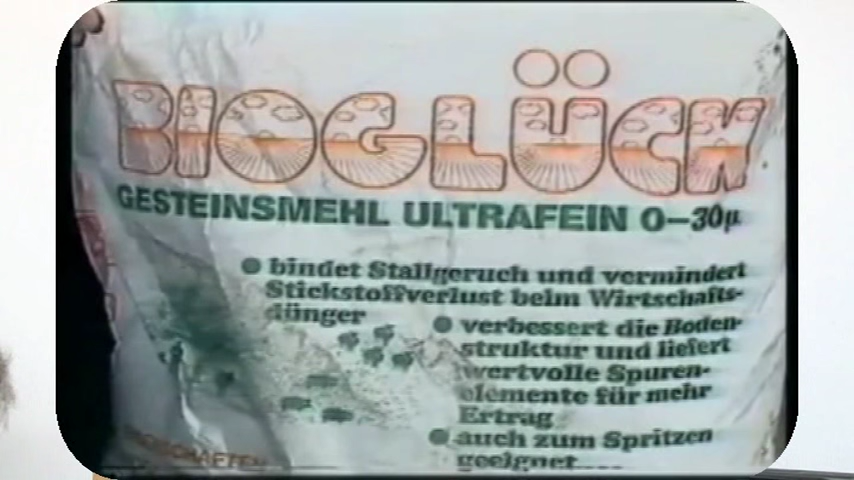 BIOGLÜCK
GESTEINSMEHL ULTRAFEIN 0–30µ
● bindet Stallgeruch und vermindert
Stickstoffverlust beim Wirtschafts-
dünger
● verbessert die Boden-
struktur und liefert
wertvolle Spuren-
elemente für mehr
Ertrag
● auch zum Spritzen
geeignet....